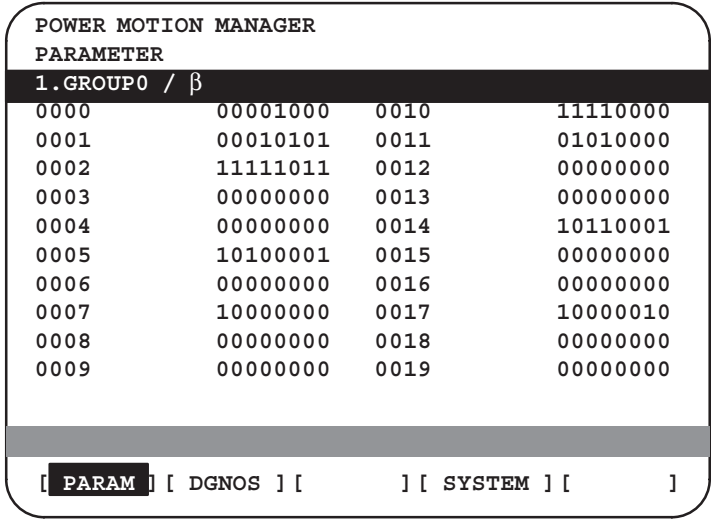 POWER MOTION MANAGER
PARAMETER
1.GROUP0 / β
0000 00001000 0010 11110000
0001 00010101 0011 01010000
0002 11111011 0012 00000000
0003 00000000 0013 00000000
0004 00000000 0014 10110001
0005 10100001 0015 00000000
0006 00000000 0016 00000000
0007 10000000 0017 10000010
0008 00000000 0018 00000000
0009 00000000 0019 00000000
[ PARAM ] [ DGNOS ] [ ] [ SYSTEM ] [ ]